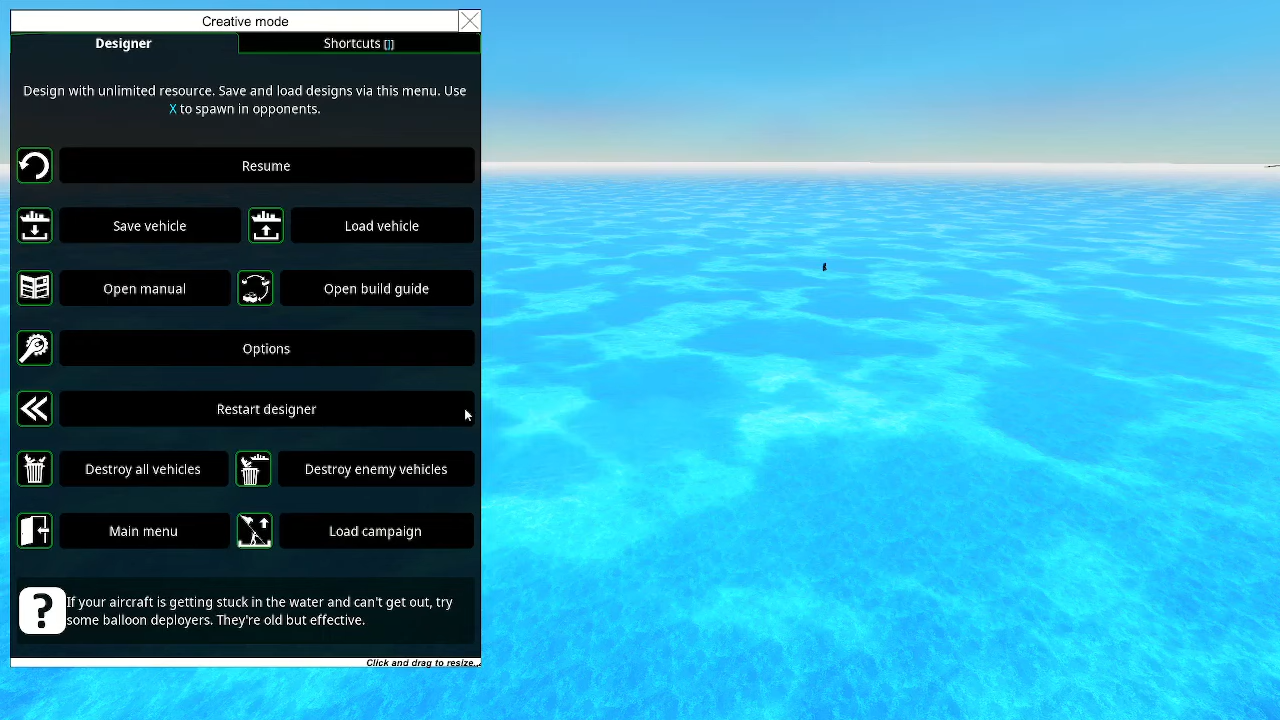 Creative mode
Designer
Shortcuts []]
Design with unlimited resource. Save and load designs via this menu. Use
X to spawn in opponents.
Resume
Save vehicle
Load vehicle
Open manual
Open build guide
Options
Restart designer
Destroy all vehicles
Destroy enemy vehicles
Main menu
Load campaign
?
If your aircraft is getting stuck in the water and can't get out, try
some balloon deployers. They're old but effective.
Click and drag to resize..